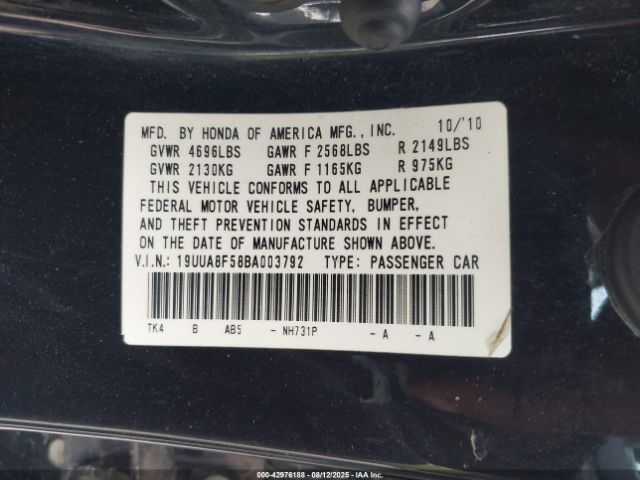 MFD. BY HONDA OF AMERICA MFG., INC. 10/'10
GVWR 4696LBS GAWR F 2568LBS R 2149LBS
GVWR 2130KG GAWR F 1165KG R 975KG
THIS VEHICLE CONFORMS TO ALL APPLICABLE
FEDERAL MOTOR VEHICLE SAFETY, BUMPER,
AND THEFT PREVENTION STANDARDS IN EFFECT
ON THE DATE OF MANUFACTURE SHOWN ABOVE.
V.I.N.: 19UUA8F58BA003792 TYPE: PASSENGER CAR
TK4 B AB5 - NH731P - A - A
000-42976188 - 08/12/2025 - IAA Inc.